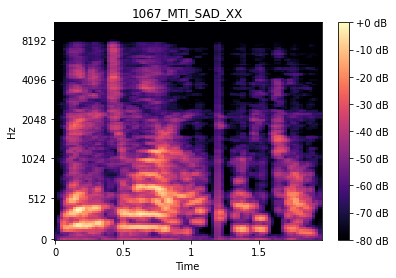 1067_MTI_SAD_XX
+0 dB
8192
-10 dB
4096
-20 dB
-30 dB
2048
Hz
-40 dB
1024
-50 dB
512
-60 dB
-70 dB
0
-80 dB
0 0.5 1 1.5
Time